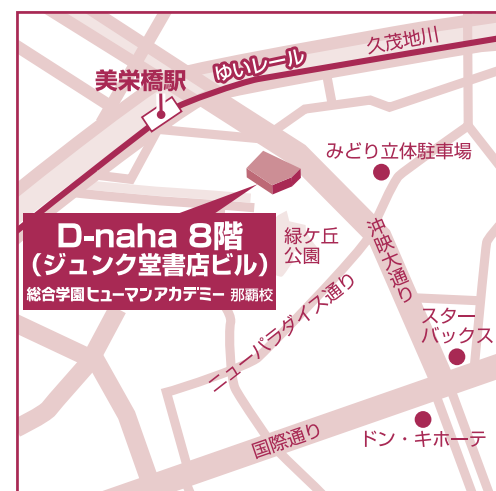 久茂地川
ゆいレール
美栄橋駅
みどり立体駐車場
D-naha 8階
(ジュンク堂書店ビル)
総合学園ヒューマンアカデミー 那覇校
緑ケ丘
公園
沖映大通り
ニューパラダイス通り
スター
バックス
国際通り
ドン・キホーテ